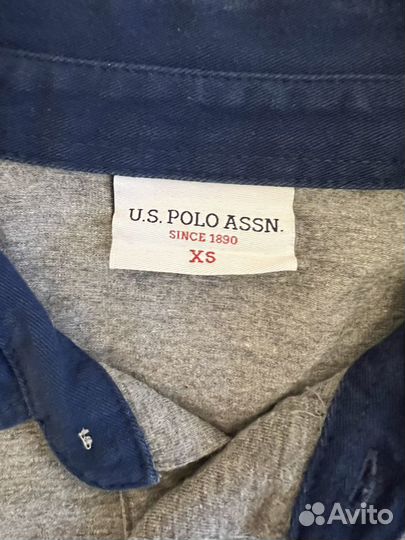 U.S. POLO ASSN.
SINCE 1890
XS
Avito